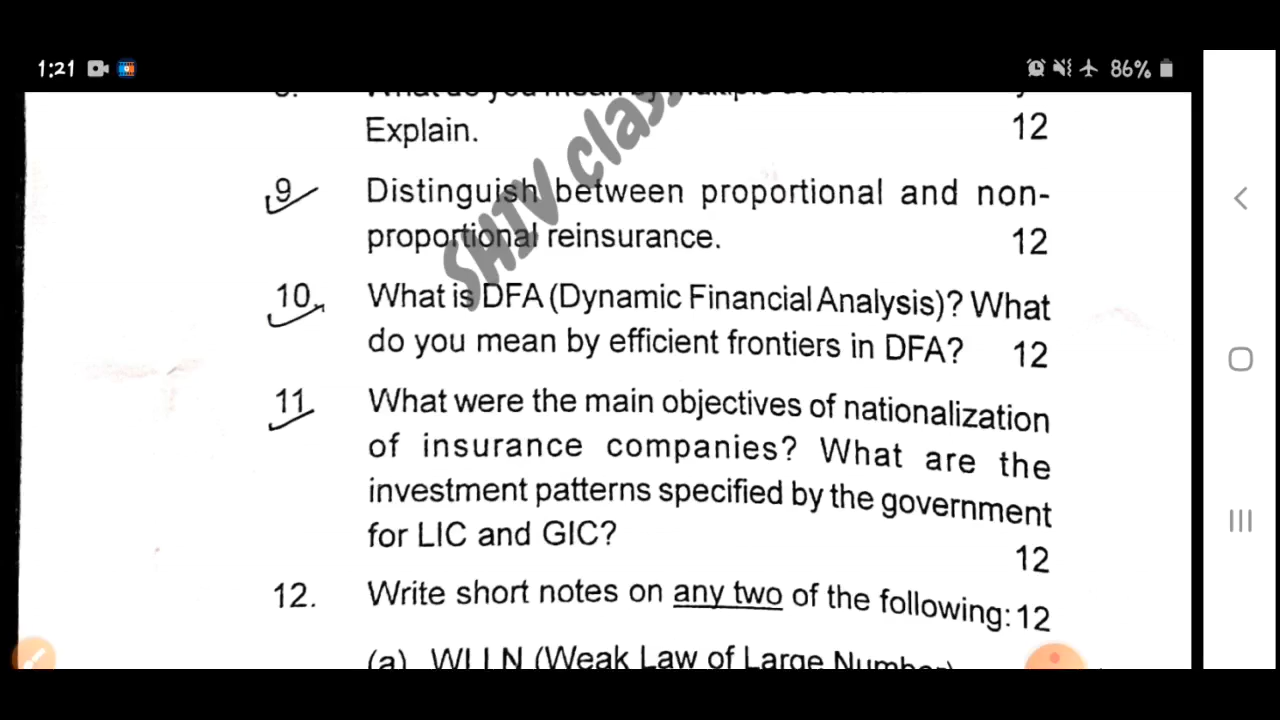 1:21 86%
Explain. 12
9 Distinguish between proportional and non-
proportional reinsurance. 12
10. What is DFA (Dynamic Financial Analysis)? What
do you mean by efficient frontiers in DFA? 12
11 What were the main objectives of nationalization
of insurance companies? What are the
investment patterns specified by the government
for LIC and GIC?
12
12. Write short notes on any two of the following: 12
(a) WLLN (Weak Law of Large Number)
SHIV class